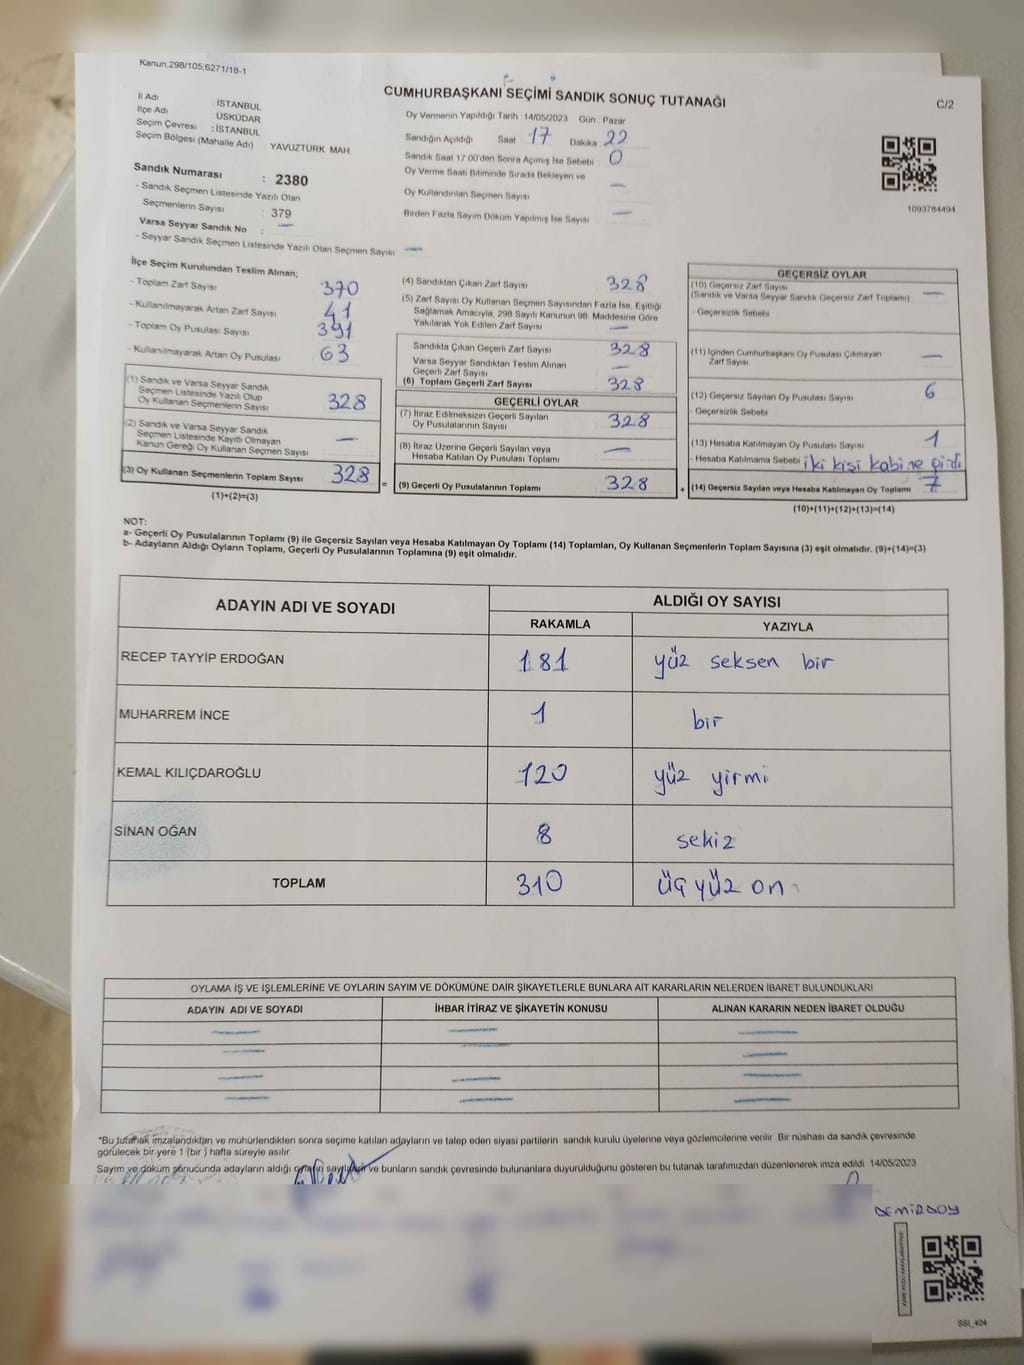 Kanun,298/105,6271/18-1
CUMHURBAŞKANI SEÇİMİ SANDIK SONUÇ TUTANAĞI
C/2
İl Adı : İSTANBUL
İlçe Adı : ÜSKÜDAR
Seçim Çevresi : İSTANBUL
Seçim Bölgesi (Mahalle Adı) : YAVUZTÜRK MAH
Sandık Numarası : 2380
- Sandık Seçmen Listesinde Yazılı Olan
Seçmenlerin Sayısı : 379
Varsa Seyyar Sandık No : —
- Seyyar Sandık Seçmen Listesinde Yazılı Olan Seçmen Sayısı —
Oy Vermenin Yapıldığı Tarih :14/05/2023 Gün : Pazar
Sandığın Açıldığı Saat 17 Dakika 22
Sandık Saat 17.00'den Sonra Açımış İse Sebebi : 0
Oy Verme Saati Bitiminde Sırada Bekleyen ve
Oy Kullandırılan Seçmen Sayısı —
Birden Fazla Sayım Döküm Yapılmış İse Sayısı —
1093784494
İlçe Seçim Kurulundan Teslim Alınan;
- Toplam Zarf Sayısı 370
- Kullanılmayarak Artan Zarf Sayısı 41
- Toplam Oy Pusulası Sayısı 391
- Kullanılmayarak Artan Oy Pusulası 63
(1) Sandık ve Varsa Seyyar Sandık
Seçmen Listesinde Yazılı Olup
Oy Kullanan Seçmenlerin Sayısı 328
(2) Sandık ve Varsa Seyyar Sandık
Seçmen Listesinde Kayıtlı Olmayan
Kanun Gereği Oy Kullanan Seçmen Sayısı —
(3) Oy Kullanan Seçmenlerin Toplam Sayısı 328
(1)+(2)=(3)
(4) Sandıktan Çıkan Zarf Sayısı 328
(5) Zarf Sayısı Oy Kullanan Seçmen Sayısından Fazla İse, Eşitliği
Sağlamak Amacıyla, 298 Sayılı Kanunun 98. Maddesine Göre
Yakılarak Yok Edilen Zarf Sayısı —
Sandıkta Çıkan Geçerli Zarf Sayısı 328
Varsa Seyyar Sandıktan Teslim Alınan
Geçerli Zarf Sayısı —
(6) Toplam Geçerli Zarf Sayısı 328
GEÇERLİ OYLAR
(7) İtiraz Edilmeksizin Geçerli Sayılan
Oy Pusulalarının Sayısı 328
(8) İtiraz Üzerine Geçerli Sayılan veya
Hesaba Katılan Oy Pusulası Toplamı —
= (9) Geçerli Oy Pusulalarının Toplamı 328
GEÇERSİZ OYLAR
(10) Geçersiz Zarf Sayısı
(Sandık ve Varsa Seyyar Sandık Geçersiz Zarf Toplamı) —
- Geçersizlik Sebebi
(11) İçinden Cumhurbaşkanı Oy Pusulası Çıkmayan
Zarf Sayısı —
(12) Geçersiz Sayılan Oy Pusulası Sayısı 6
- Geçersizlik Sebebi
(13) Hesaba Katılmayan Oy Pusulası Sayısı 1
- Hesaba Katılmama Sebebi iki kişi kabine girdi
+ (14) Geçersiz Sayılan veya Hesaba Katılmayan Oy Toplamı 7
(10)+(11)+(12)+(13)=(14)
NOT:
a- Geçerli Oy Pusulalarının Toplamı (9) ile Geçersiz Sayılan veya Hesaba Katılmayan Oy Toplamı (14) Toplamları, Oy Kullanan Seçmenlerin Toplam Sayısına (3) eşit olmalıdır. (9)+(14)=(3)
b- Adayların Aldığı Oyların Toplamı, Geçerli Oy Pusulalarının Toplamına (9) eşit olmalıdır.
ADAYIN ADI VE SOYADI ALDIĞI OY SAYISI
RAKAMLA YAZIYLA
RECEP TAYYİP ERDOĞAN 181 yüz seksen bir
MUHARREM İNCE 1 bir
KEMAL KILIÇDAROĞLU 120 yüz yirmi
SİNAN OĞAN 8 sekiz
TOPLAM 310 üç yüz on
OYLAMA İŞ VE İŞLEMLERİNE VE OYLARIN SAYIM VE DÖKÜMÜNE DAİR ŞİKAYETLERLE BUNLARA AİT KARARLARIN NELERDEN İBARET BULUNDUKLARI
ADAYIN ADI VE SOYADI İHBAR İTİRAZ VE ŞİKAYETİN KONUSU ALINAN KARARIN NEDEN İBARET OLDUĞU
— — —
— — —
— — —
— — —
*Bu tutanak imzalandıktan ve mühürlendikten sonra seçime katılan adayların ve talep eden siyasi partilerin sandık kurulu üyelerine veya gözlemcilerine verilir. Bir nüshası da sandık çevresinde
görülecek bir yere 1 (bir ) hafta süreyle asılır.
Sayım ve döküm sonucunda adayların aldığı oyların sayıları ve bunların sandık çevresinde bulunanlara duyurulduğunu gösteren bu tutanak tarafımızdan düzenlenerek imza edildi. 14/05/2023
DEMİRSOY
SSI_404